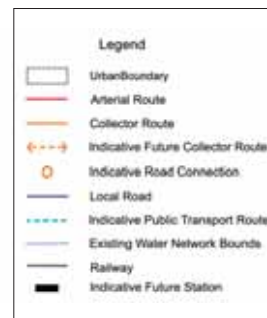 Legend
UrbanBoundary
Arterial Route
Collector Route
Indicative Future Collector Route
Indicative Road Connection
Local Road
Indicative Public Transport Route
Existing Water Network Bounds
Railway
Indicative Future Station